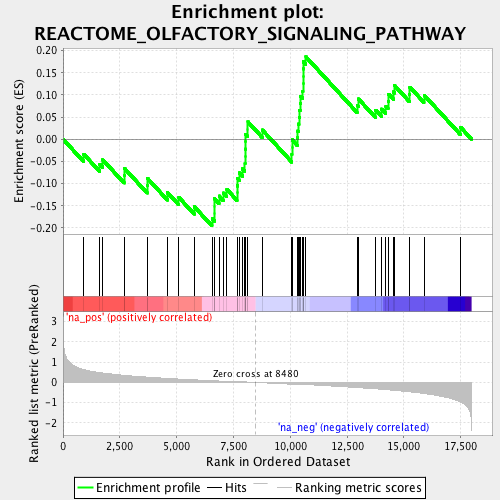 Enrichment plot:
REACTOME_OLFACTORY_SIGNALING_PATHWAY
Enrichment score (ES)
0.20
0.15
0.10
0.05
0.00
-0.05
-0.10
-0.15
-0.20
'na_pos' (positively correlated)
Ranked list metric (PreRanked)
3
2
1
0
-1
-2
Zero cross at 8480
'na_neg' (negatively correlated)
0
2,500
5,000
7,500
10,000
12,500
15,000
17,500
Rank in Ordered Dataset
Enrichment profile
Hits
Ranking metric scores